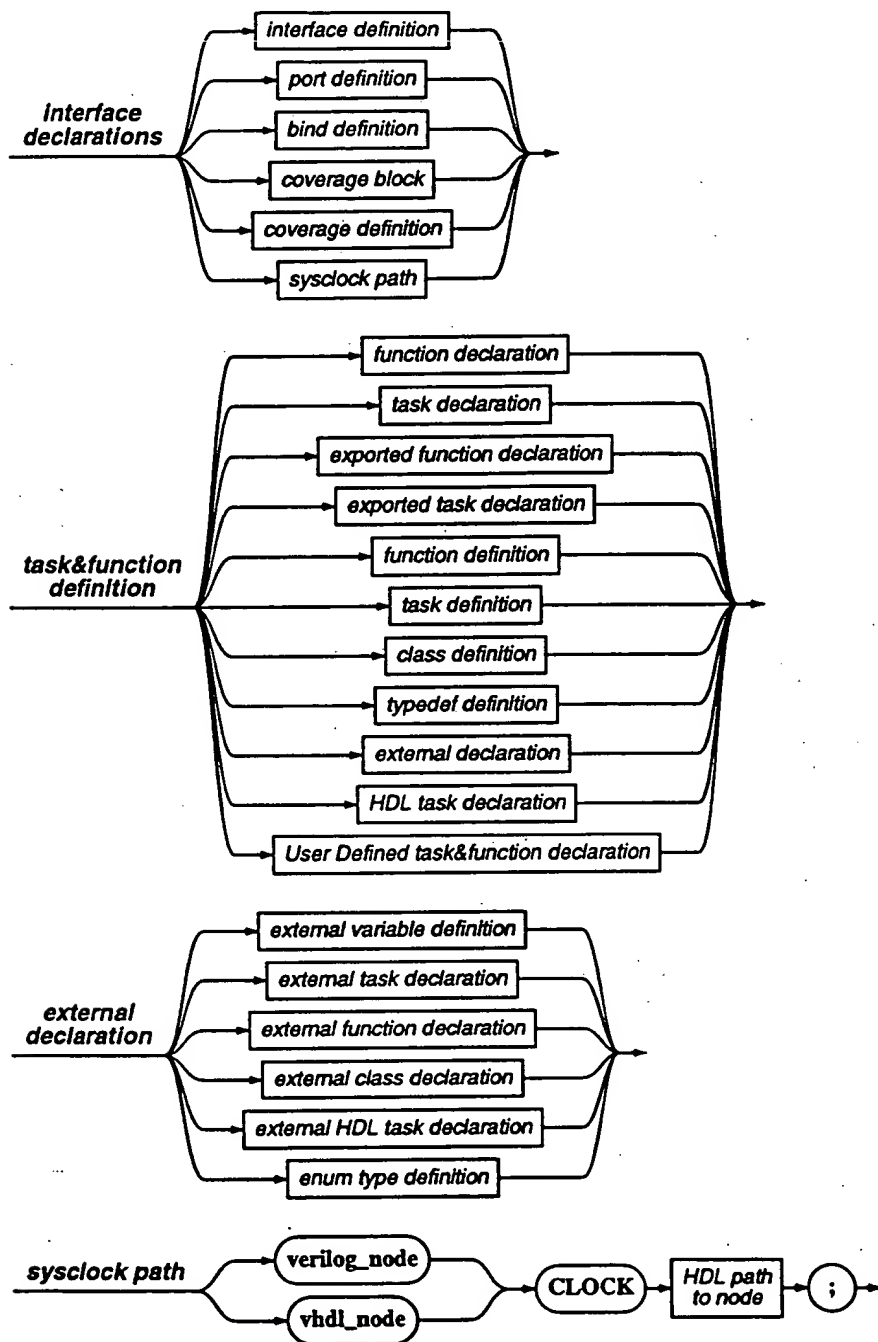 interface definition
port definition
interface
declarations
bind definition
coverage block
coverage definition
sysclock path
function declaration
task declaration
exported function declaration
exported task declaration
task&function
definition
function definition
task definition
class definition
typedef definition
external declaration
HDL task declaration
User Defined task&function declaration
external variable definition
external task declaration
external
declaration
external function declaration
external class declaration
external HDL task declaration
enum type definition
sysclock path
verilog_node
vhdl_node
CLOCK
HDL path
to node
;